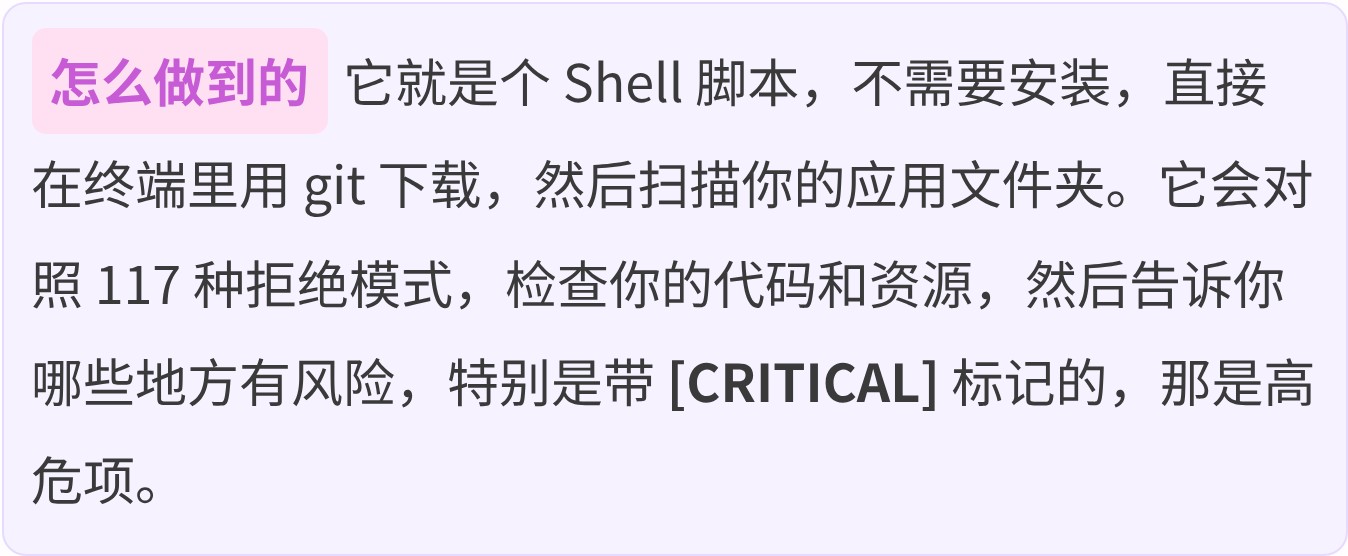 怎么做到的 它就是个 Shell 脚本，不需要安装，直接
在终端里用 git 下载，然后扫描你的应用文件夹。它会对
照 117 种拒绝模式，检查你的代码和资源，然后告诉你
哪些地方有风险，特别是带 [CRITICAL] 标记的，那是高
危项。